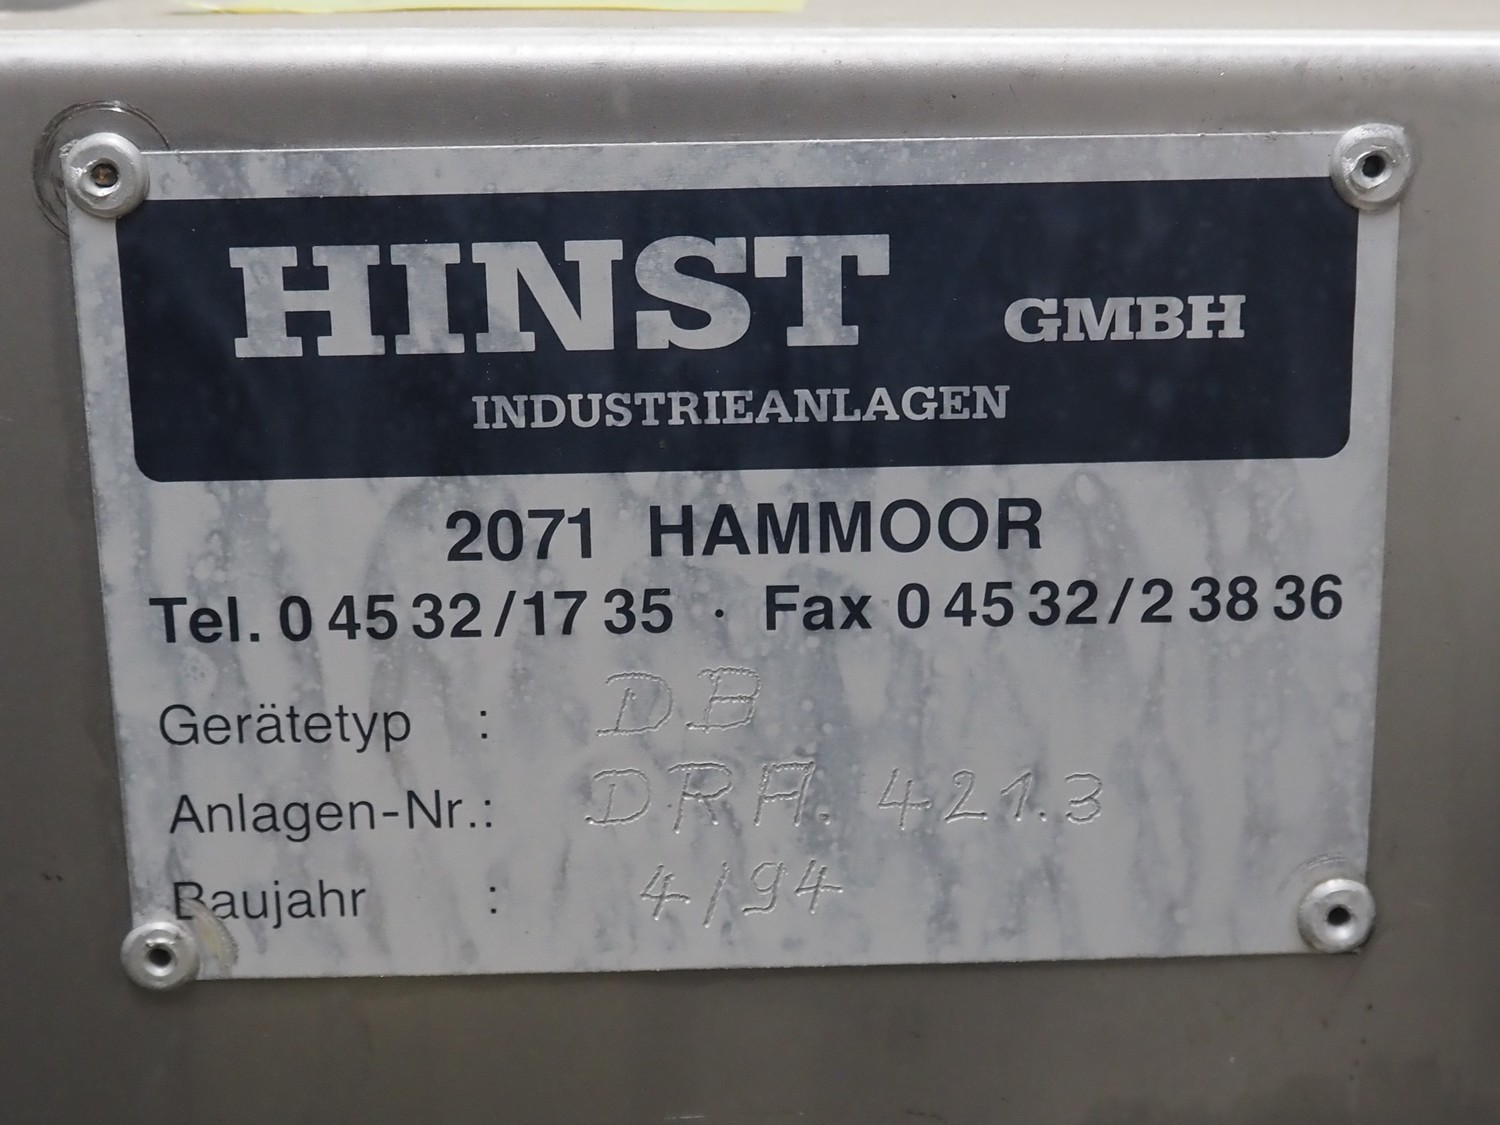 HINST GMBH
INDUSTRIEANLAGEN
2071 HAMMOOR
Tel. 0 45 32/17 35 · Fax 0 45 32/2 38 36
Gerätetyp : DB
Anlagen-Nr.: DRA. 421.3
Baujahr : 4/94